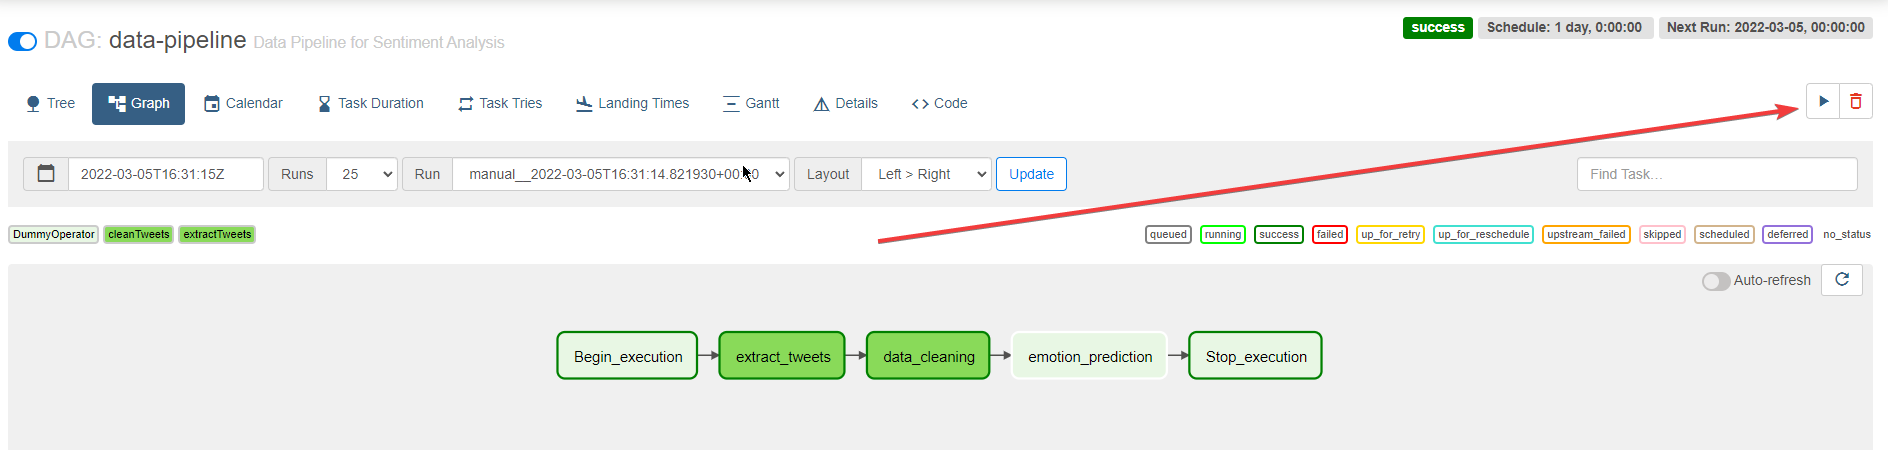 success Schedule: 1 day, 0:00:00 Next Run: 2022-03-05, 00:00:00
DAG: data-pipeline Data Pipeline for Sentiment Analysis
Tree Graph Calendar Task Duration Task Tries Landing Times Gantt Details Code
2022-03-05T16:31:15Z Runs 25 Run manual__2022-03-05T16:31:14.821930+00:00 Layout Left > Right Update Find Task...
DummyOperator cleanTweets extractTweets queued running success failed up_for_retry up_for_reschedule upstream_failed skipped scheduled deferred no_status
Auto-refresh
Begin_execution extract_tweets data_cleaning emotion_prediction Stop_execution